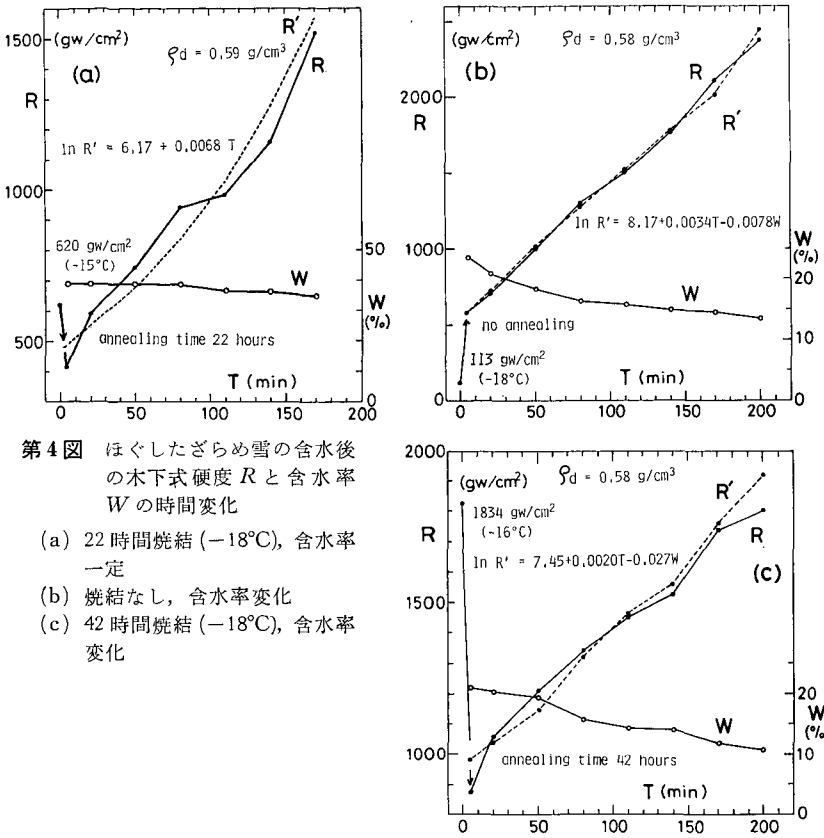 1500
(gw/cm²)
(a)
ρd = 0.59 g/cm³
R'
R
R
ln R' = 6.17 + 0.0068 T
1000
620 gw/cm²
(-15°C)
50
W
W
(%)
500
annealing time 22 hours
T (min)
0
0
50
100
150
200
(gw/cm²)
ρd = 0.58 g/cm³
(b)
2000
R
R
R'
ln R' = 8.17+0.0034T-0.0078W
1000
W
(%)
20
W
no annealing
10
113 gw/cm²
(-18°C)
T (min)
0
0
0
50
100
150
200
第4図 ほぐしたざらめ雪の含水後
の木下式硬度 R と含水率
W の時間変化
(a) 22時間焼結 (−18°C), 含水率
一定
(b) 焼結なし, 含水率変化
(c) 42時間焼結 (−18°C), 含水率
変化
2000
(gw/cm²)
ρd = 0.58 g/cm³
R'
1834 gw/cm²
(-16°C)
R
R
ln R' = 7.45+0.0020T-0.027W
(c)
1500
20
W
(%)
W
1000
annealing time 42 hours
10
T (min)
0
0
50
100
150
200